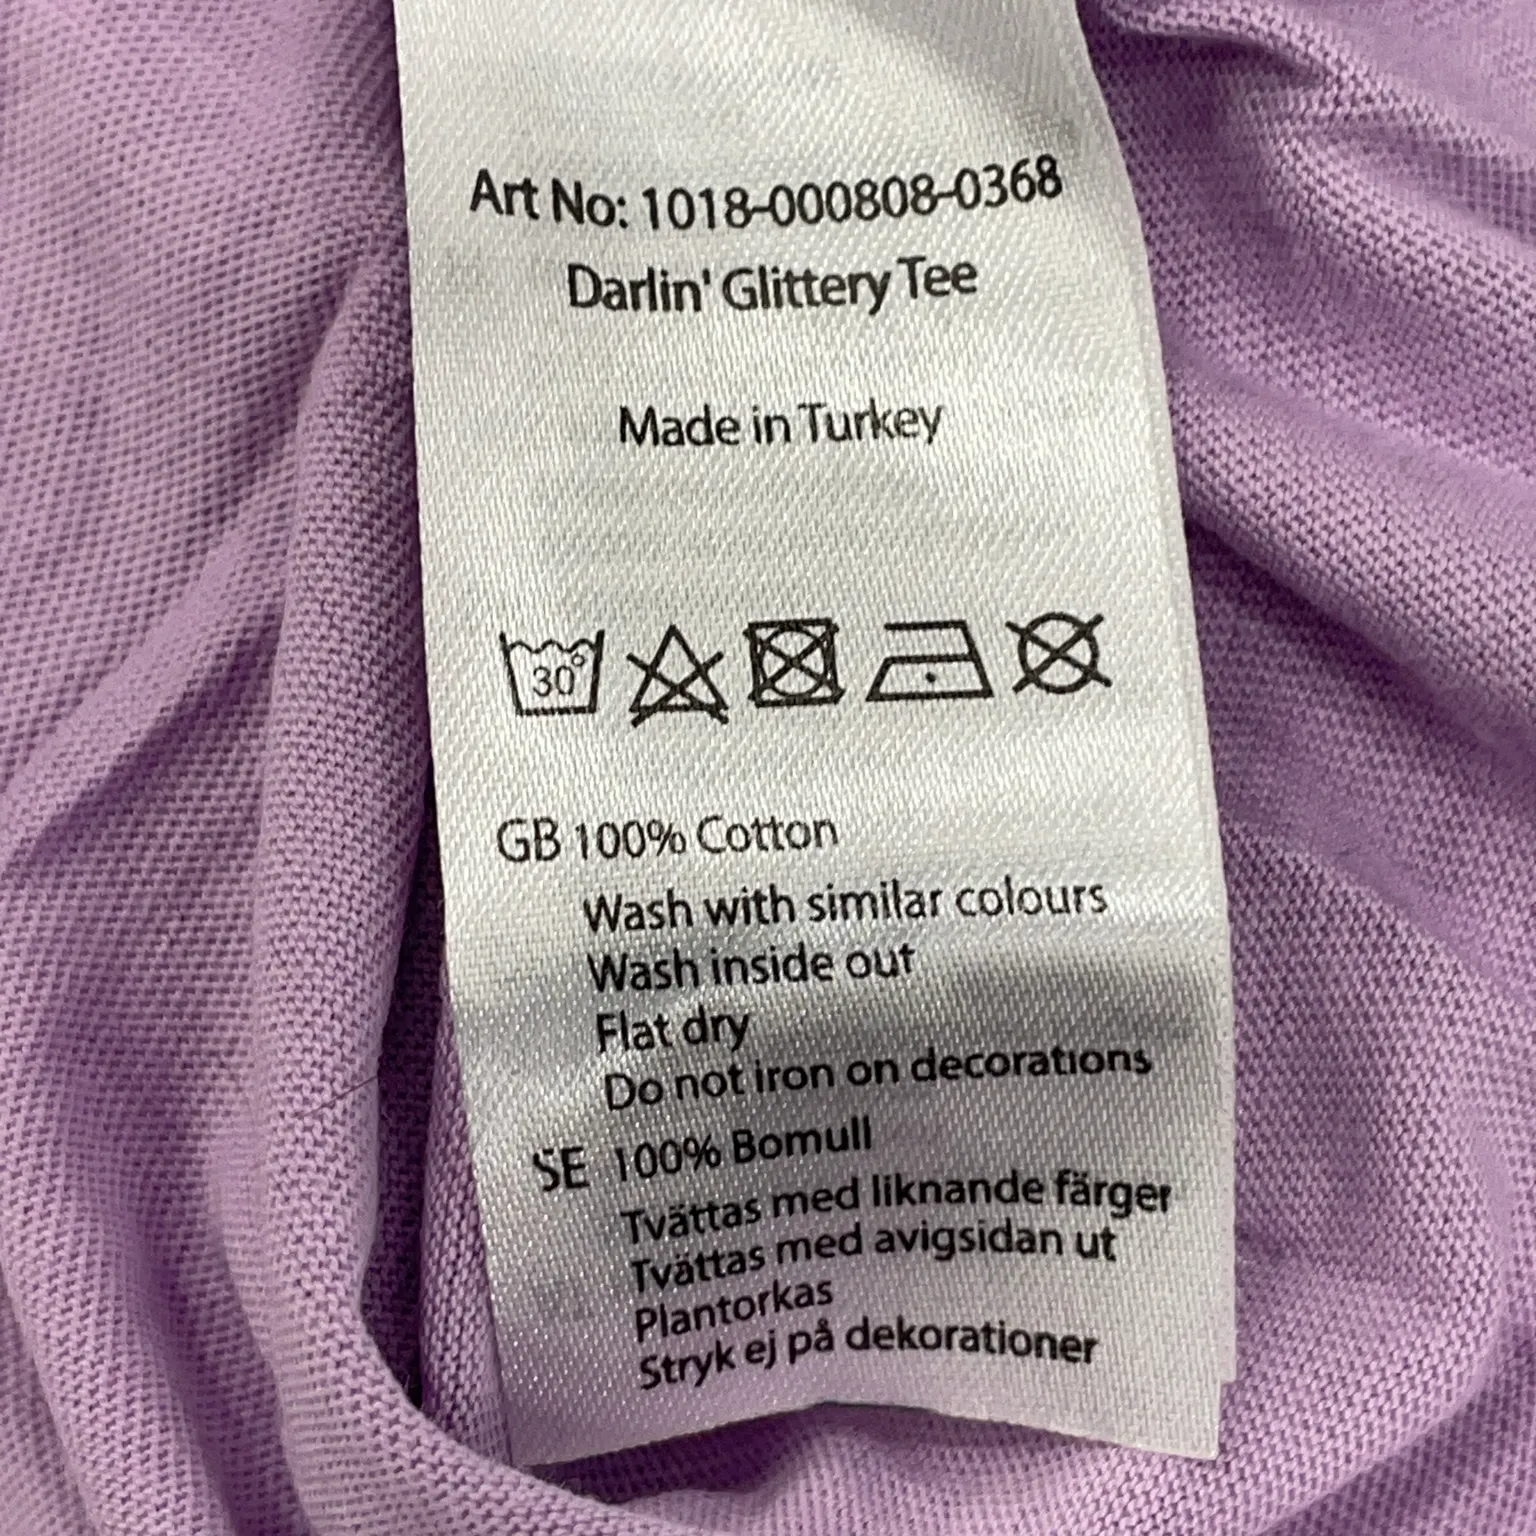 Art No: 1018-000808-0368
Darlin' Glittery Tee
Made in Turkey
30°
GB 100% Cotton
Wash with similar colours
Wash inside out
Flat dry
Do not iron on decorations
SE 100% Bomull
Tvättas med liknande färger
Tvättas med avigsidan ut
Plantorkas
Stryk ej på dekorationer